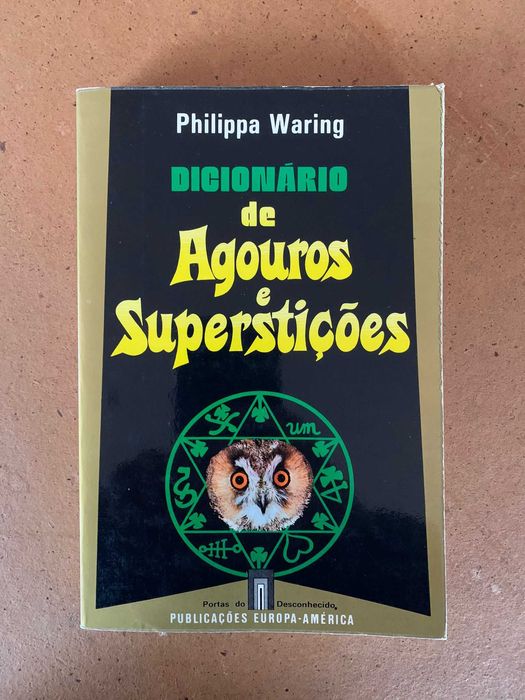 Philippa Waring
DICIONÁRIO
de
Agouros
e
Superstições
um
Portas do Desconhecido,
PUBLICAÇÕES EUROPA-AMÉRICA